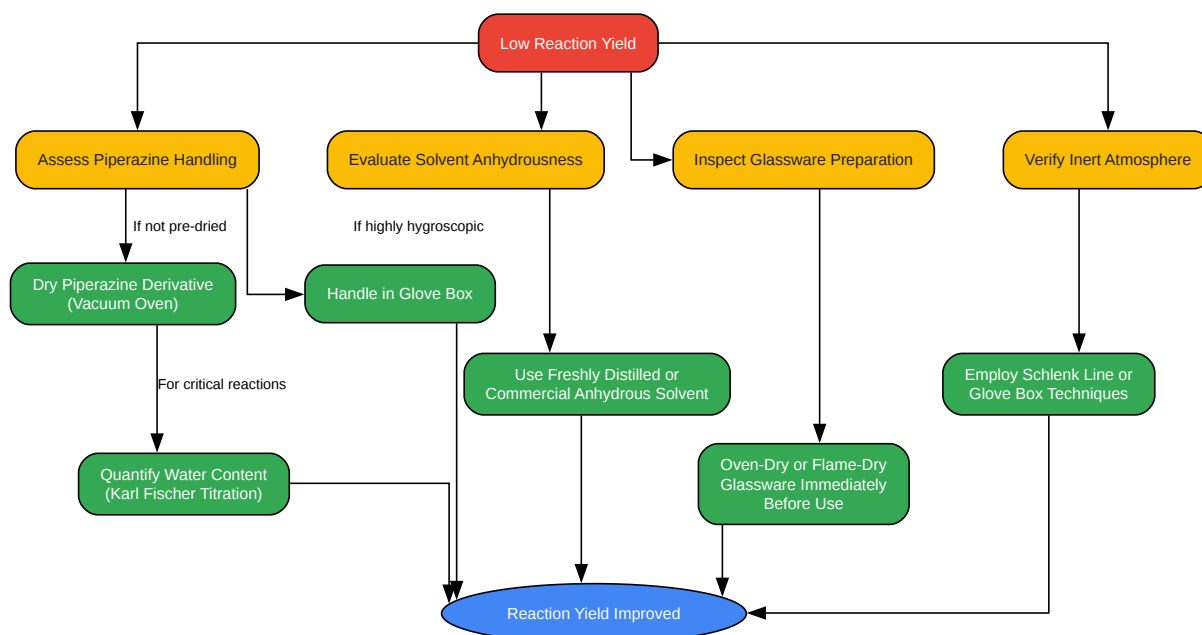 Low Reaction Yield
Assess Piperazine Handling
Evaluate Solvent Anhydrousness
Inspect Glassware Preparation
Verify Inert Atmosphere
If not pre-dried
If highly hygroscopic
Dry Piperazine Derivative
(Vacuum Oven)
Handle in Glove Box
For critical reactions
Use Freshly Distilled or
Commercial Anhydrous Solvent
Employ Schlenk Line or
Glove Box Techniques
Quantify Water Content
(Karl Fischer Titration)
Oven-Dry or Flame-Dry
Glassware Immediately
Before Use
Reaction Yield Improved